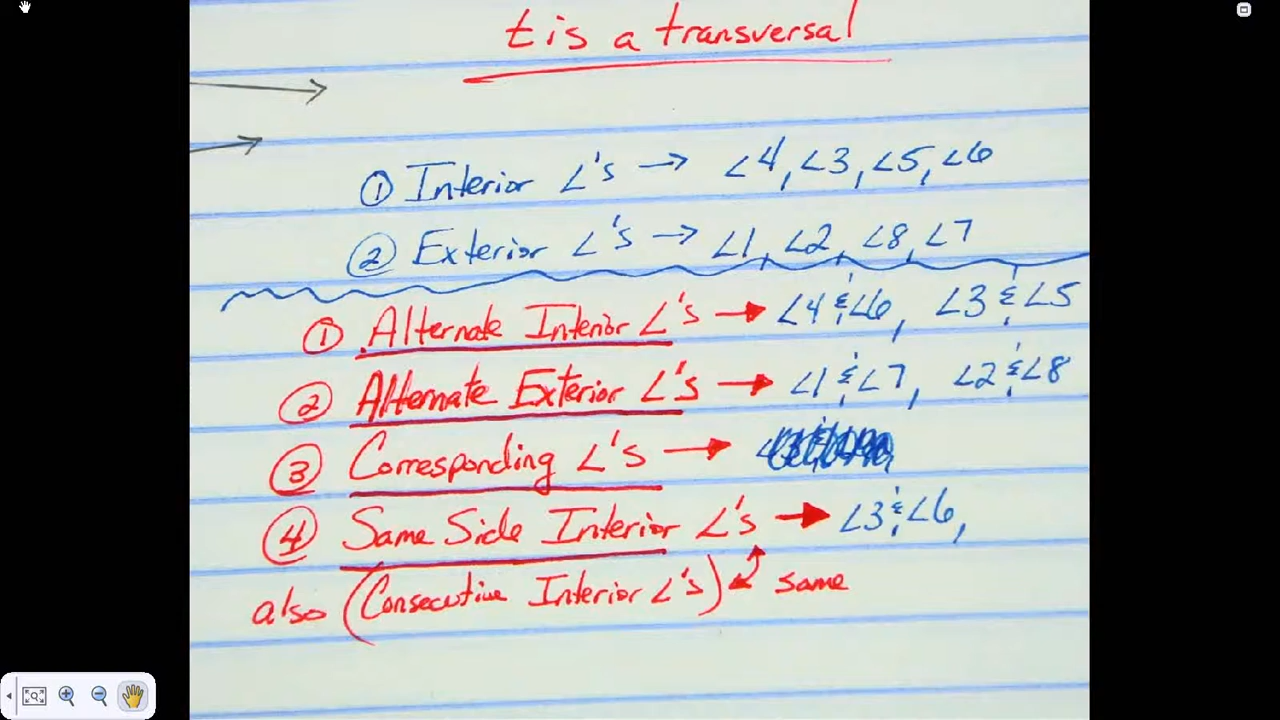 t is a transversal
① Interior ∠'s → ∠4, ∠3, ∠5, ∠6
② Exterior ∠'s → ∠1, ∠2, ∠8, ∠7
① Alternate Interior ∠'s → ∠4 & ∠6, ∠3 & ∠5
② Alternate Exterior ∠'s → ∠1 & ∠7, ∠2 & ∠8
③ Corresponding ∠'s →
④ Same Side Interior ∠'s → ∠3 & ∠6,
also (Consecutive Interior ∠'s) same